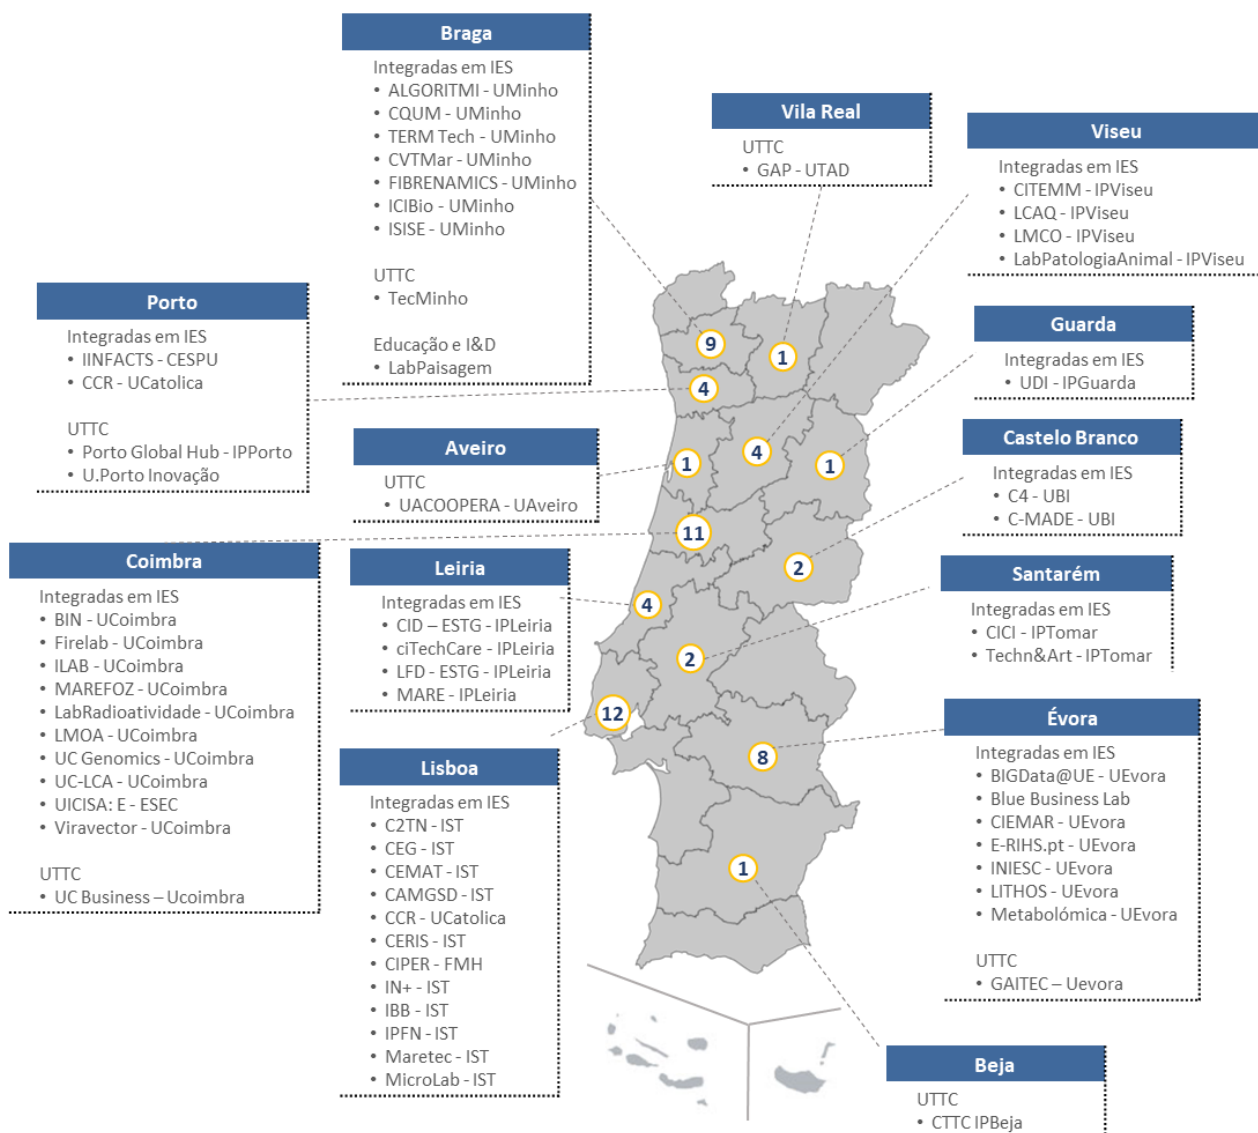 Braga
Integradas em IES
• ALGORITMI - UMinho
• CQUM - UMinho
• TERM Tech - UMinho
• CVTMar - UMinho
• FIBRENAMICS - UMinho
• ICIBio - UMinho
• ISISE - UMinho
UTTC
• TecMinho
Educação e I&D
• LabPaisagem
Vila Real
UTTC
• GAP - UTAD
Viseu
Integradas em IES
• CITEMM - IPViseu
• LCAQ - IPViseu
• LMCO - IPViseu
• LabPatologiaAnimal - IPViseu
Porto
Integradas em IES
• IINFACTS - CESPU
• CCR - UCatolica
UTTC
• Porto Global Hub - IPPorto
• U.Porto Inovação
Guarda
Integradas em IES
• UDI - IPGuarda
Aveiro
UTTC
• UACOOPERA - UAveiro
Castelo Branco
Integradas em IES
• C4 - UBI
• C-MADE - UBI
Coimbra
Integradas em IES
• BIN - UCoimbra
• Firelab - UCoimbra
• ILAB - UCoimbra
• MAREFOZ - UCoimbra
• LabRadioatividade - UCoimbra
• LMOA - UCoimbra
• UC Genomics - UCoimbra
• UC-LCA - UCoimbra
• UICISA: E - ESEC
• Viravector - UCoimbra
UTTC
• UC Business – Ucoimbra
Leiria
Integradas em IES
• CID – ESTG - IPLeiria
• ciTechCare - IPLeiria
• LFD - ESTG - IPLeiria
• MARE - IPLeiria
Santarém
Integradas em IES
• CICI - IPTomar
• Techn&Art - IPTomar
Lisboa
Integradas em IES
• C2TN - IST
• CEG - IST
• CEMAT - IST
• CAMGSD - IST
• CCR - UCatolica
• CERIS - IST
• CIPER - FMH
• IN+ - IST
• IBB - IST
• IPFN - IST
• Maretec - IST
• MicroLab - IST
Évora
Integradas em IES
• BIGData@UE - UEvora
• Blue Business Lab
• CIEMAR - UEvora
• E-RIHS.pt - UEvora
• INIESC - UEvora
• LITHOS - UEvora
• Metabolómica - UEvora
UTTC
• GAITEC – Uevora
Beja
UTTC
• CTTC IPBeja
9
1
4
1
4
1
11
2
4
2
12
8
1